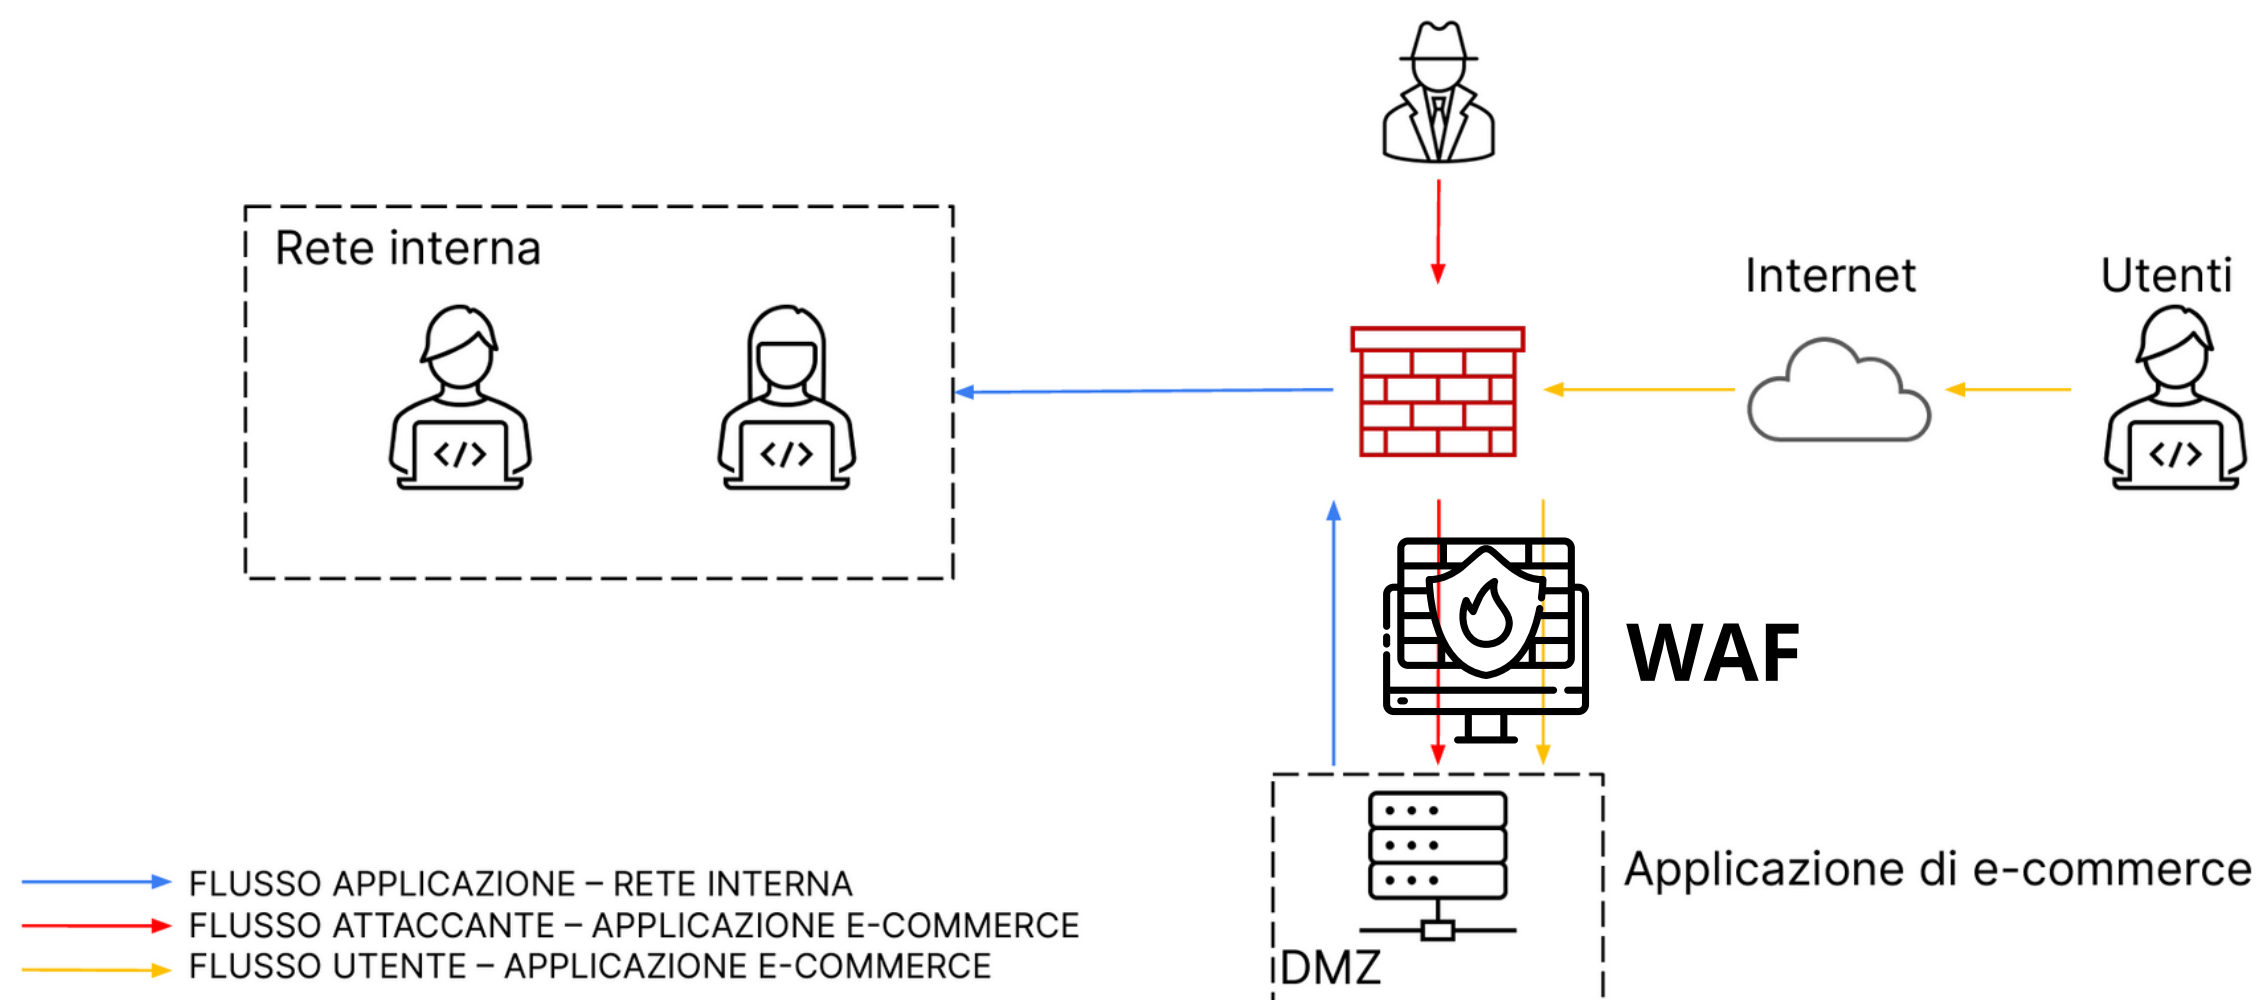 Rete interna
Internet
Utenti
</>
</>
</>
WAF
Applicazione di e-commerce
DMZ
FLUSSO APPLICAZIONE – RETE INTERNA
FLUSSO ATTACCANTE – APPLICAZIONE E-COMMERCE
FLUSSO UTENTE – APPLICAZIONE E-COMMERCE